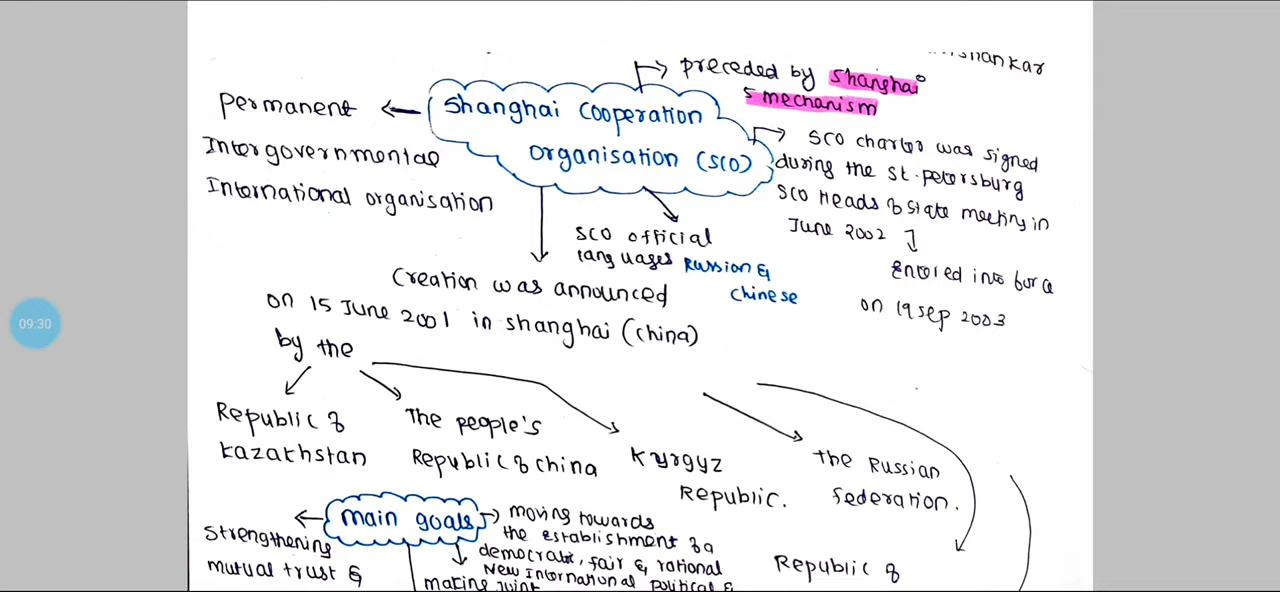 preceded by Shanghai
5 mechanism
Shanghai Cooperation
organisation (SCO)
permanent
Intergovernmental
International organisation
SCO charter was signed
during the St. petersburg
SCO Heads of State meeting in
June 2002
Entered into force
on 19 sep 2003
SCO official
languages Russian &
Chinese
Creation was announced
on 15 June 2001 in shanghai (china)
by the
Republic of
kazakhstan
The people's
Republic of china
Kyrgyz
Republic.
The Russian
federation.
Republic of
main goals
Strengthening
mutual trust &
moving towards
the establishment of a
democratic, fair & rational
New International political &
making joint
09:30